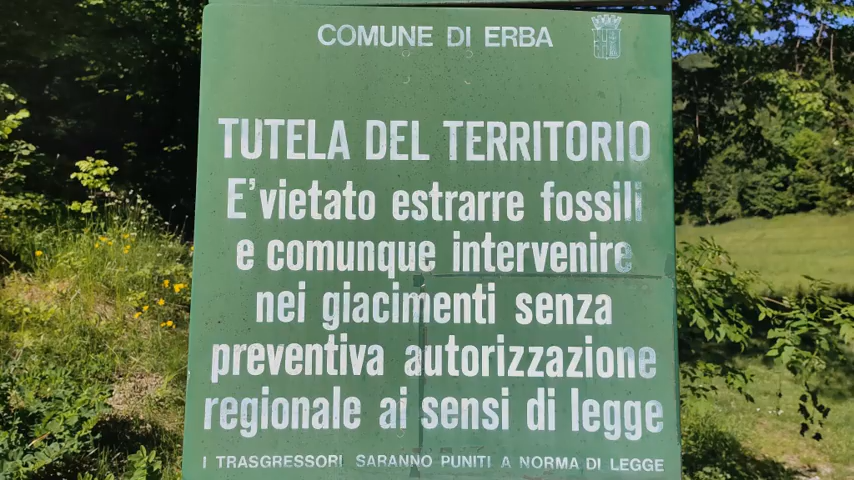 COMUNE DI ERBA
TUTELA DEL TERRITORIO
E'vietato estrarre fossili
e comunque intervenire
nei giacimenti senza
preventiva autorizzazione
regionale ai sensi di legge
I TRASGRESSORI SARANNO PUNITI A NORMA DI LEGGE